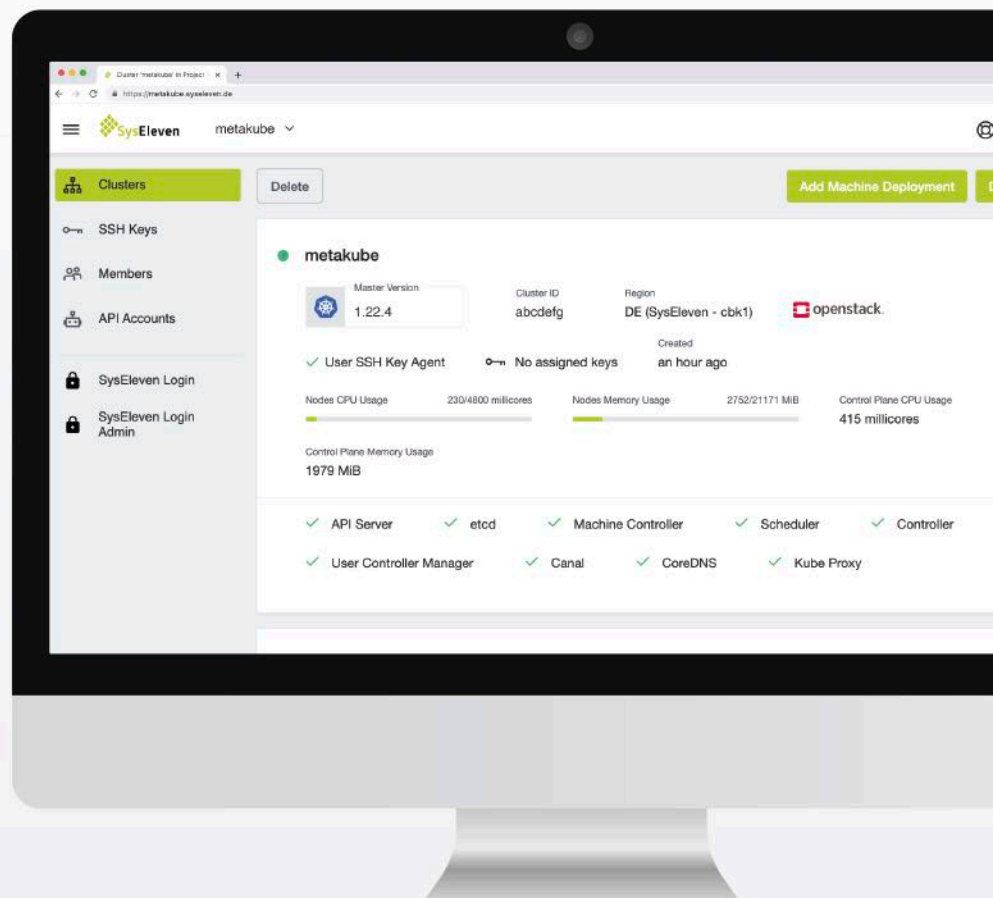 Cluster 'metakube' in Project
https://metakube.syseleven.de
SysEleven metakube
Clusters
SSH Keys
Members
API Accounts
SysEleven Login
SysEleven Login
Admin
Delete
Add Machine Deployment
D
metakube
Master Version
1.22.4
Cluster ID
abcdefg
Region
DE (SysEleven - cbk1)
openstack.
User SSH Key Agent
No assigned keys
Created
an hour ago
Nodes CPU Usage 230/4800 millicores
Nodes Memory Usage 2752/21171 MiB
Control Plane CPU Usage
415 millicores
Control Plane Memory Usage
1979 MiB
API Server etcd Machine Controller Scheduler Controller
User Controller Manager Canal CoreDNS Kube Proxy